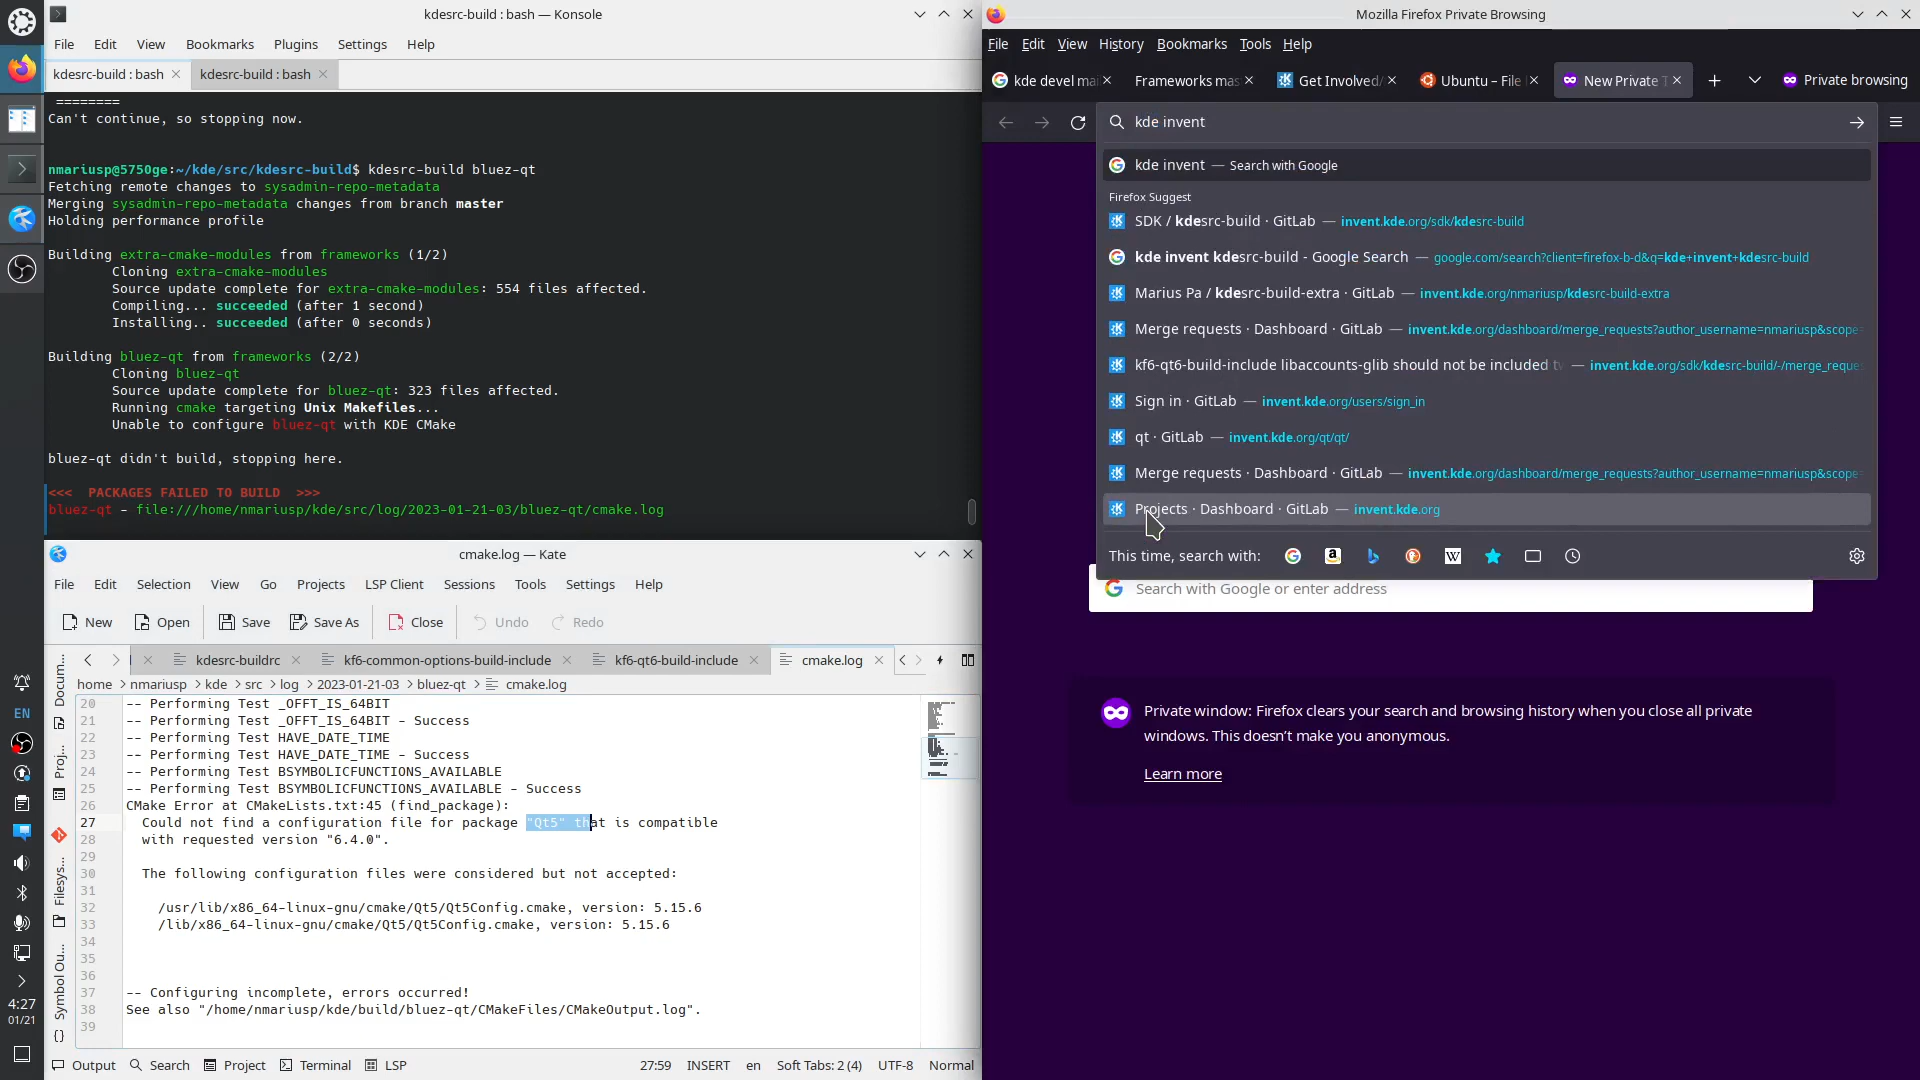 kdesrc-build : bash — Konsole
File Edit View Bookmarks Plugins Settings Help
kdesrc-build : bash
kdesrc-build : bash
========
Can't continue, so stopping now.
nmariusp@5750ge:~/kde/src/kdesrc-build$ kdesrc-build bluez-qt
Fetching remote changes to sysadmin-repo-metadata
Merging sysadmin-repo-metadata changes from branch master
Holding performance profile
Building extra-cmake-modules from frameworks (1/2)
Cloning extra-cmake-modules
Source update complete for extra-cmake-modules: 554 files affected.
Compiling... succeeded (after 1 second)
Installing.. succeeded (after 0 seconds)
Building bluez-qt from frameworks (2/2)
Cloning bluez-qt
Source update complete for bluez-qt: 323 files affected.
Running cmake targeting Unix Makefiles...
Unable to configure bluez-qt with KDE CMake
bluez-qt didn't build, stopping here.
<<<  PACKAGES FAILED TO BUILD  >>>
bluez-qt - file:///home/nmariusp/kde/src/log/2023-01-21-03/bluez-qt/cmake.log
cmake.log — Kate
File Edit Selection View Go Projects LSP Client Sessions Tools Settings Help
New Open Save Save As Close Undo Redo
kdesrc-buildrc kf6-common-options-build-include kf6-qt6-build-include cmake.log
home > nmariusp > kde > src > log > 2023-01-21-03 > bluez-qt > cmake.log
20 -- Performing Test _OFFT_IS_64BIT
21 -- Performing Test _OFFT_IS_64BIT - Success
22 -- Performing Test HAVE_DATE_TIME
23 -- Performing Test HAVE_DATE_TIME - Success
24 -- Performing Test BSYMBOLICFUNCTIONS_AVAILABLE
25 -- Performing Test BSYMBOLICFUNCTIONS_AVAILABLE - Success
26 CMake Error at CMakeLists.txt:45 (find_package):
27 Could not find a configuration file for package "Qt5" that is compatible
28 with requested version "6.4.0".
29
30 The following configuration files were considered but not accepted:
31
32 /usr/lib/x86_64-linux-gnu/cmake/Qt5/Qt5Config.cmake, version: 5.15.6
33 /lib/x86_64-linux-gnu/cmake/Qt5/Qt5Config.cmake, version: 5.15.6
34
35
36
37 -- Configuring incomplete, errors occurred!
38 See also "/home/nmariusp/kde/build/bluez-qt/CMakeFiles/CMakeOutput.log".
39
Docum...
Proj...
Filesys...
Symbol Ou...
Output Search Project Terminal LSP 27:59 INSERT en Soft Tabs: 2 (4) UTF-8 Normal
EN
4:27
01/21
Mozilla Firefox Private Browsing
File Edit View History Bookmarks Tools Help
kde devel mai Frameworks mas Get Involved/ Ubuntu – File New Private T Private browsing
kde invent
kde invent — Search with Google
Firefox Suggest
SDK / kdesrc-build · GitLab — invent.kde.org/sdk/kdesrc-build
kde invent kdesrc-build - Google Search — google.com/search?client=firefox-b-d&q=kde+invent+kdesrc-build
Marius Pa / kdesrc-build-extra · GitLab — invent.kde.org/nmariusp/kdesrc-build-extra
Merge requests · Dashboard · GitLab — invent.kde.org/dashboard/merge_requests?author_username=nmariusp&scope=
kf6-qt6-build-include libaccounts-glib should not be included tw — invent.kde.org/sdk/kdesrc-build/-/merge_reque
Sign in · GitLab — invent.kde.org/users/sign_in
qt · GitLab — invent.kde.org/qt/qt/
Merge requests · Dashboard · GitLab — invent.kde.org/dashboard/merge_requests?author_username=nmariusp&scope=
Projects · Dashboard · GitLab — invent.kde.org
This time, search with:
Search with Google or enter address
Private window: Firefox clears your search and browsing history when you close all private
windows. This doesn’t make you anonymous.
Learn more